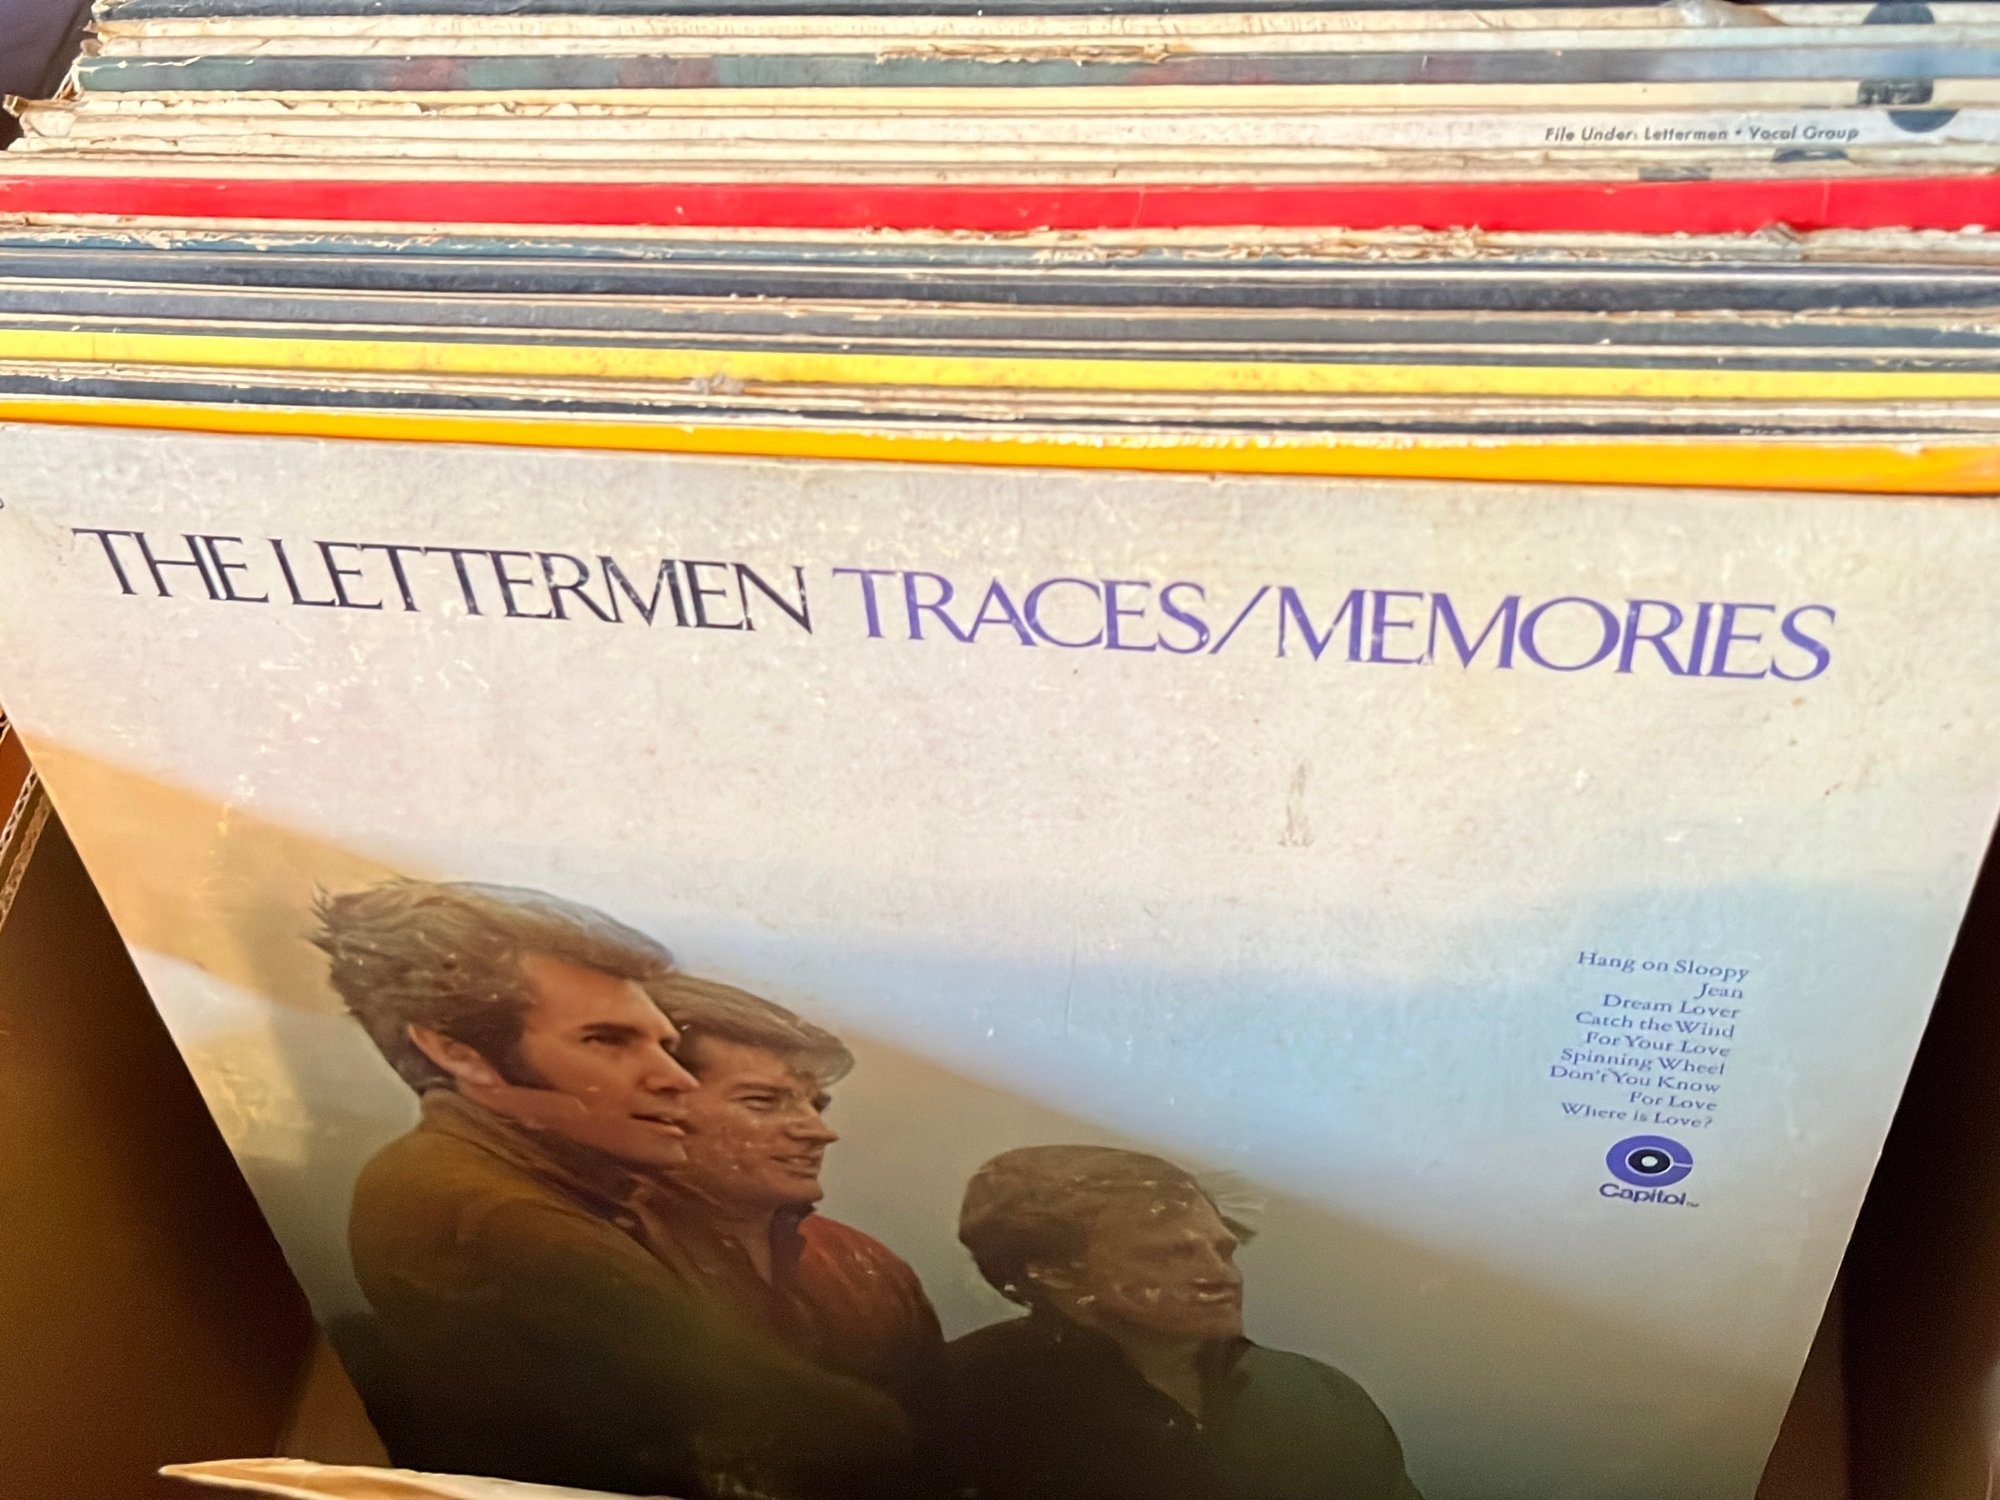 File Under: Lettermen • Vocal Group
THE LETTERMEN TRACES/MEMORIES
Hang on Sloopy
Jean
Dream Lover
Catch the Wind
For Your Love
Spinning Wheel
Don't You Know
For Love
Where is Love?
Capitol